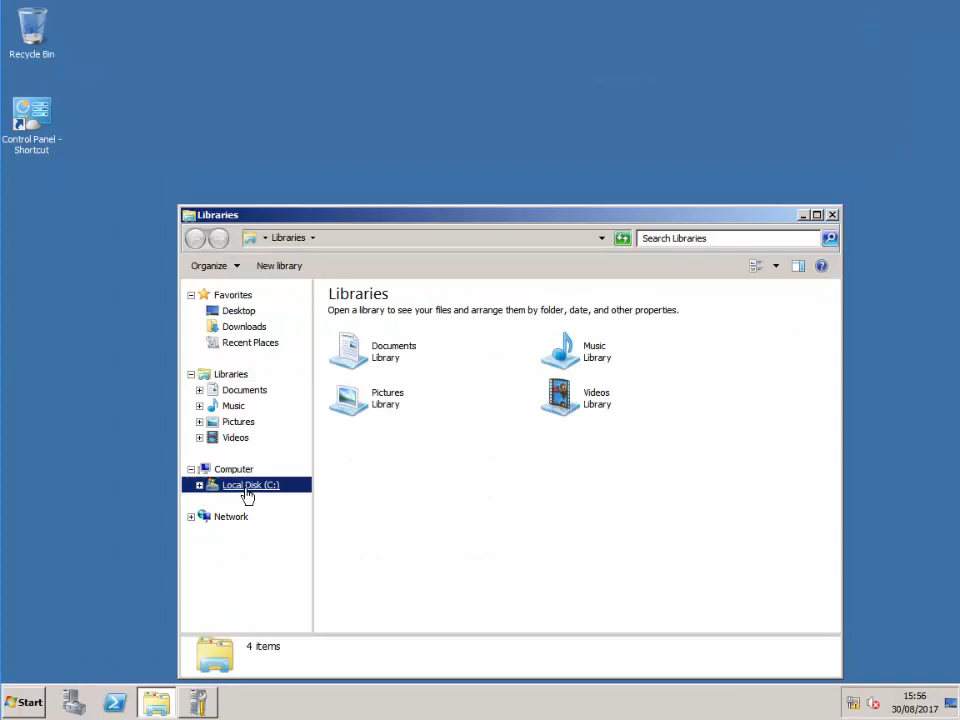 Recycle Bin
Control Panel -
Shortcut
Libraries
Libraries
Search Libraries
Organize
New library
Favorites
Desktop
Downloads
Recent Places
Libraries
Documents
Music
Pictures
Videos
Computer
Local Disk (C:)
Network
Libraries
Open a library to see your files and arrange them by folder, date, and other properties.
Documents
Library
Music
Library
Pictures
Library
Videos
Library
4 items
Start
15:56
30/08/2017